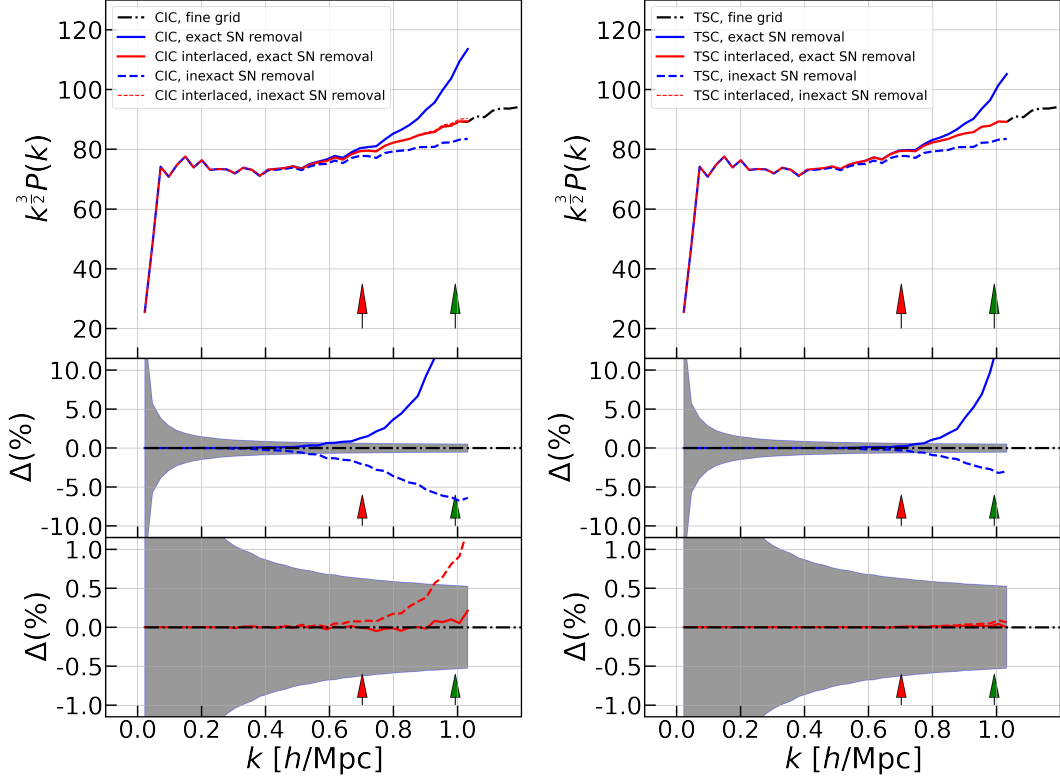 CIC, fine grid
CIC, exact SN removal
CIC interlaced, exact SN removal
CIC, inexact SN removal
CIC interlaced, inexact SN removal
120
100
80
60
40
20
k^{3/2}P(k)
10.0
5.0
0.0
-5.0
-10.0
Δ(%)
1.0
0.5
0.0
-0.5
-1.0
Δ(%)
0.0 0.2 0.4 0.6 0.8 1.0
k [h/Mpc]
TSC, fine grid
TSC, exact SN removal
TSC interlaced, exact SN removal
TSC, inexact SN removal
TSC interlaced, inexact SN removal
120
100
80
60
40
20
k^{3/2}P(k)
10.0
5.0
0.0
-5.0
-10.0
Δ(%)
1.0
0.5
0.0
-0.5
-1.0
Δ(%)
0.0 0.2 0.4 0.6 0.8 1.0
k [h/Mpc]